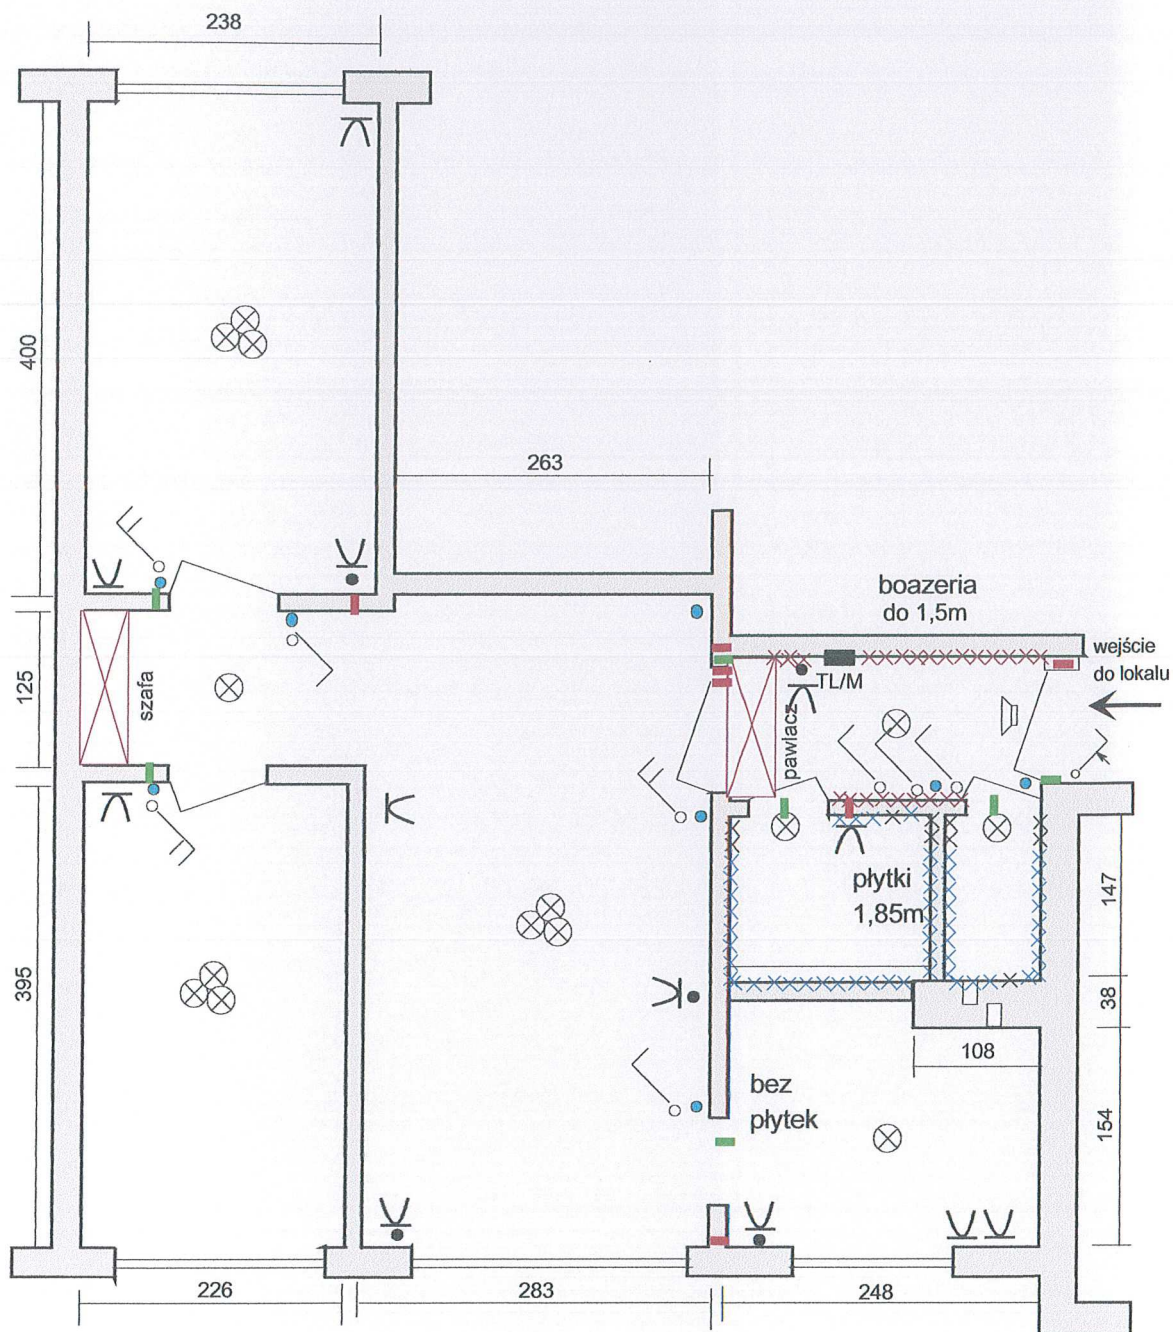 238
400
263
boazeria
do 1,5m
wejście
do lokalu
TL/M
125
szafa
pawlacz
płytki
1,85m
147
395
38
108
bez
płytek
154
226
283
248